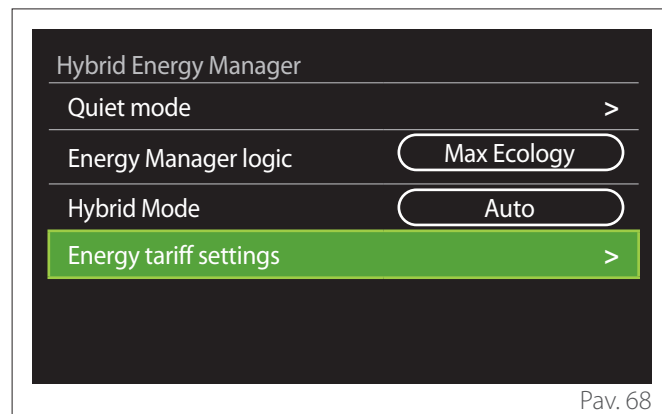 Hybrid Energy Manager
Quiet mode >
Energy Manager logic Max Ecology
Hybrid Mode Auto
Energy tariff settings >
Pav. 68